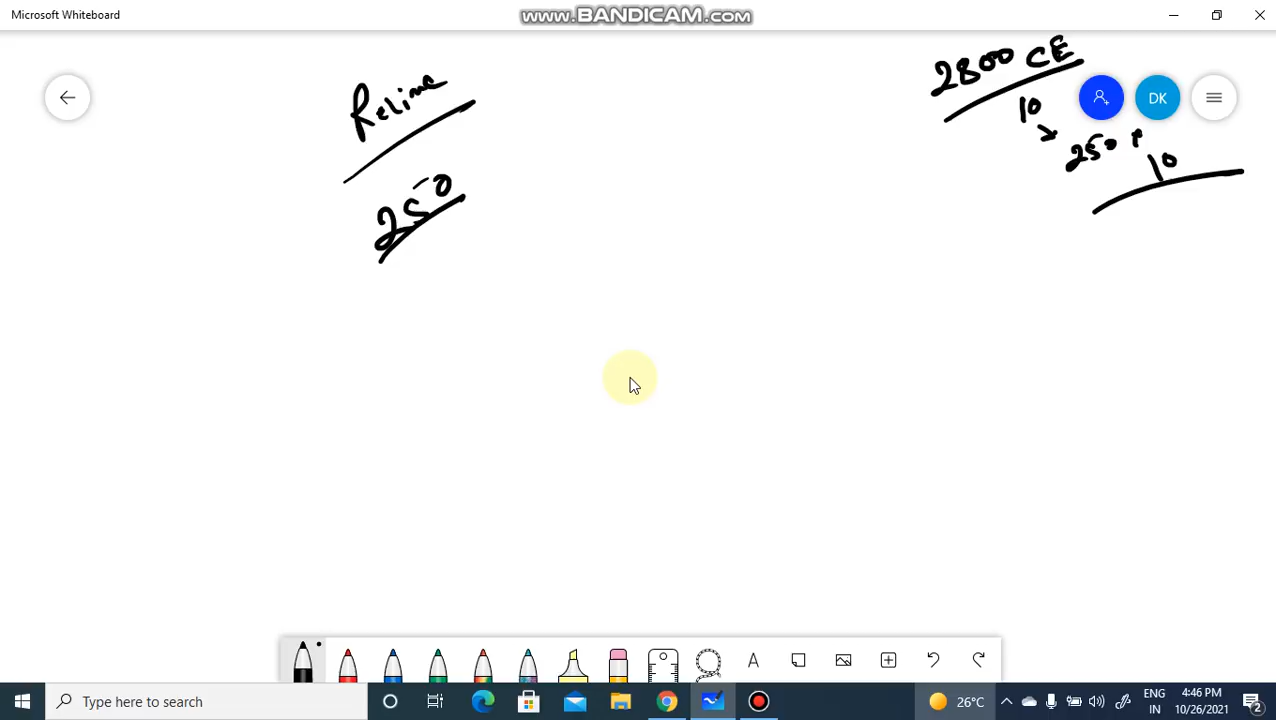 Microsoft Whiteboard
www.BANDICAM.com
2800 CE
10
250
10
DK
250
A
Type here to search
26°C
ENG
IN
4:46 PM
10/26/2021
2